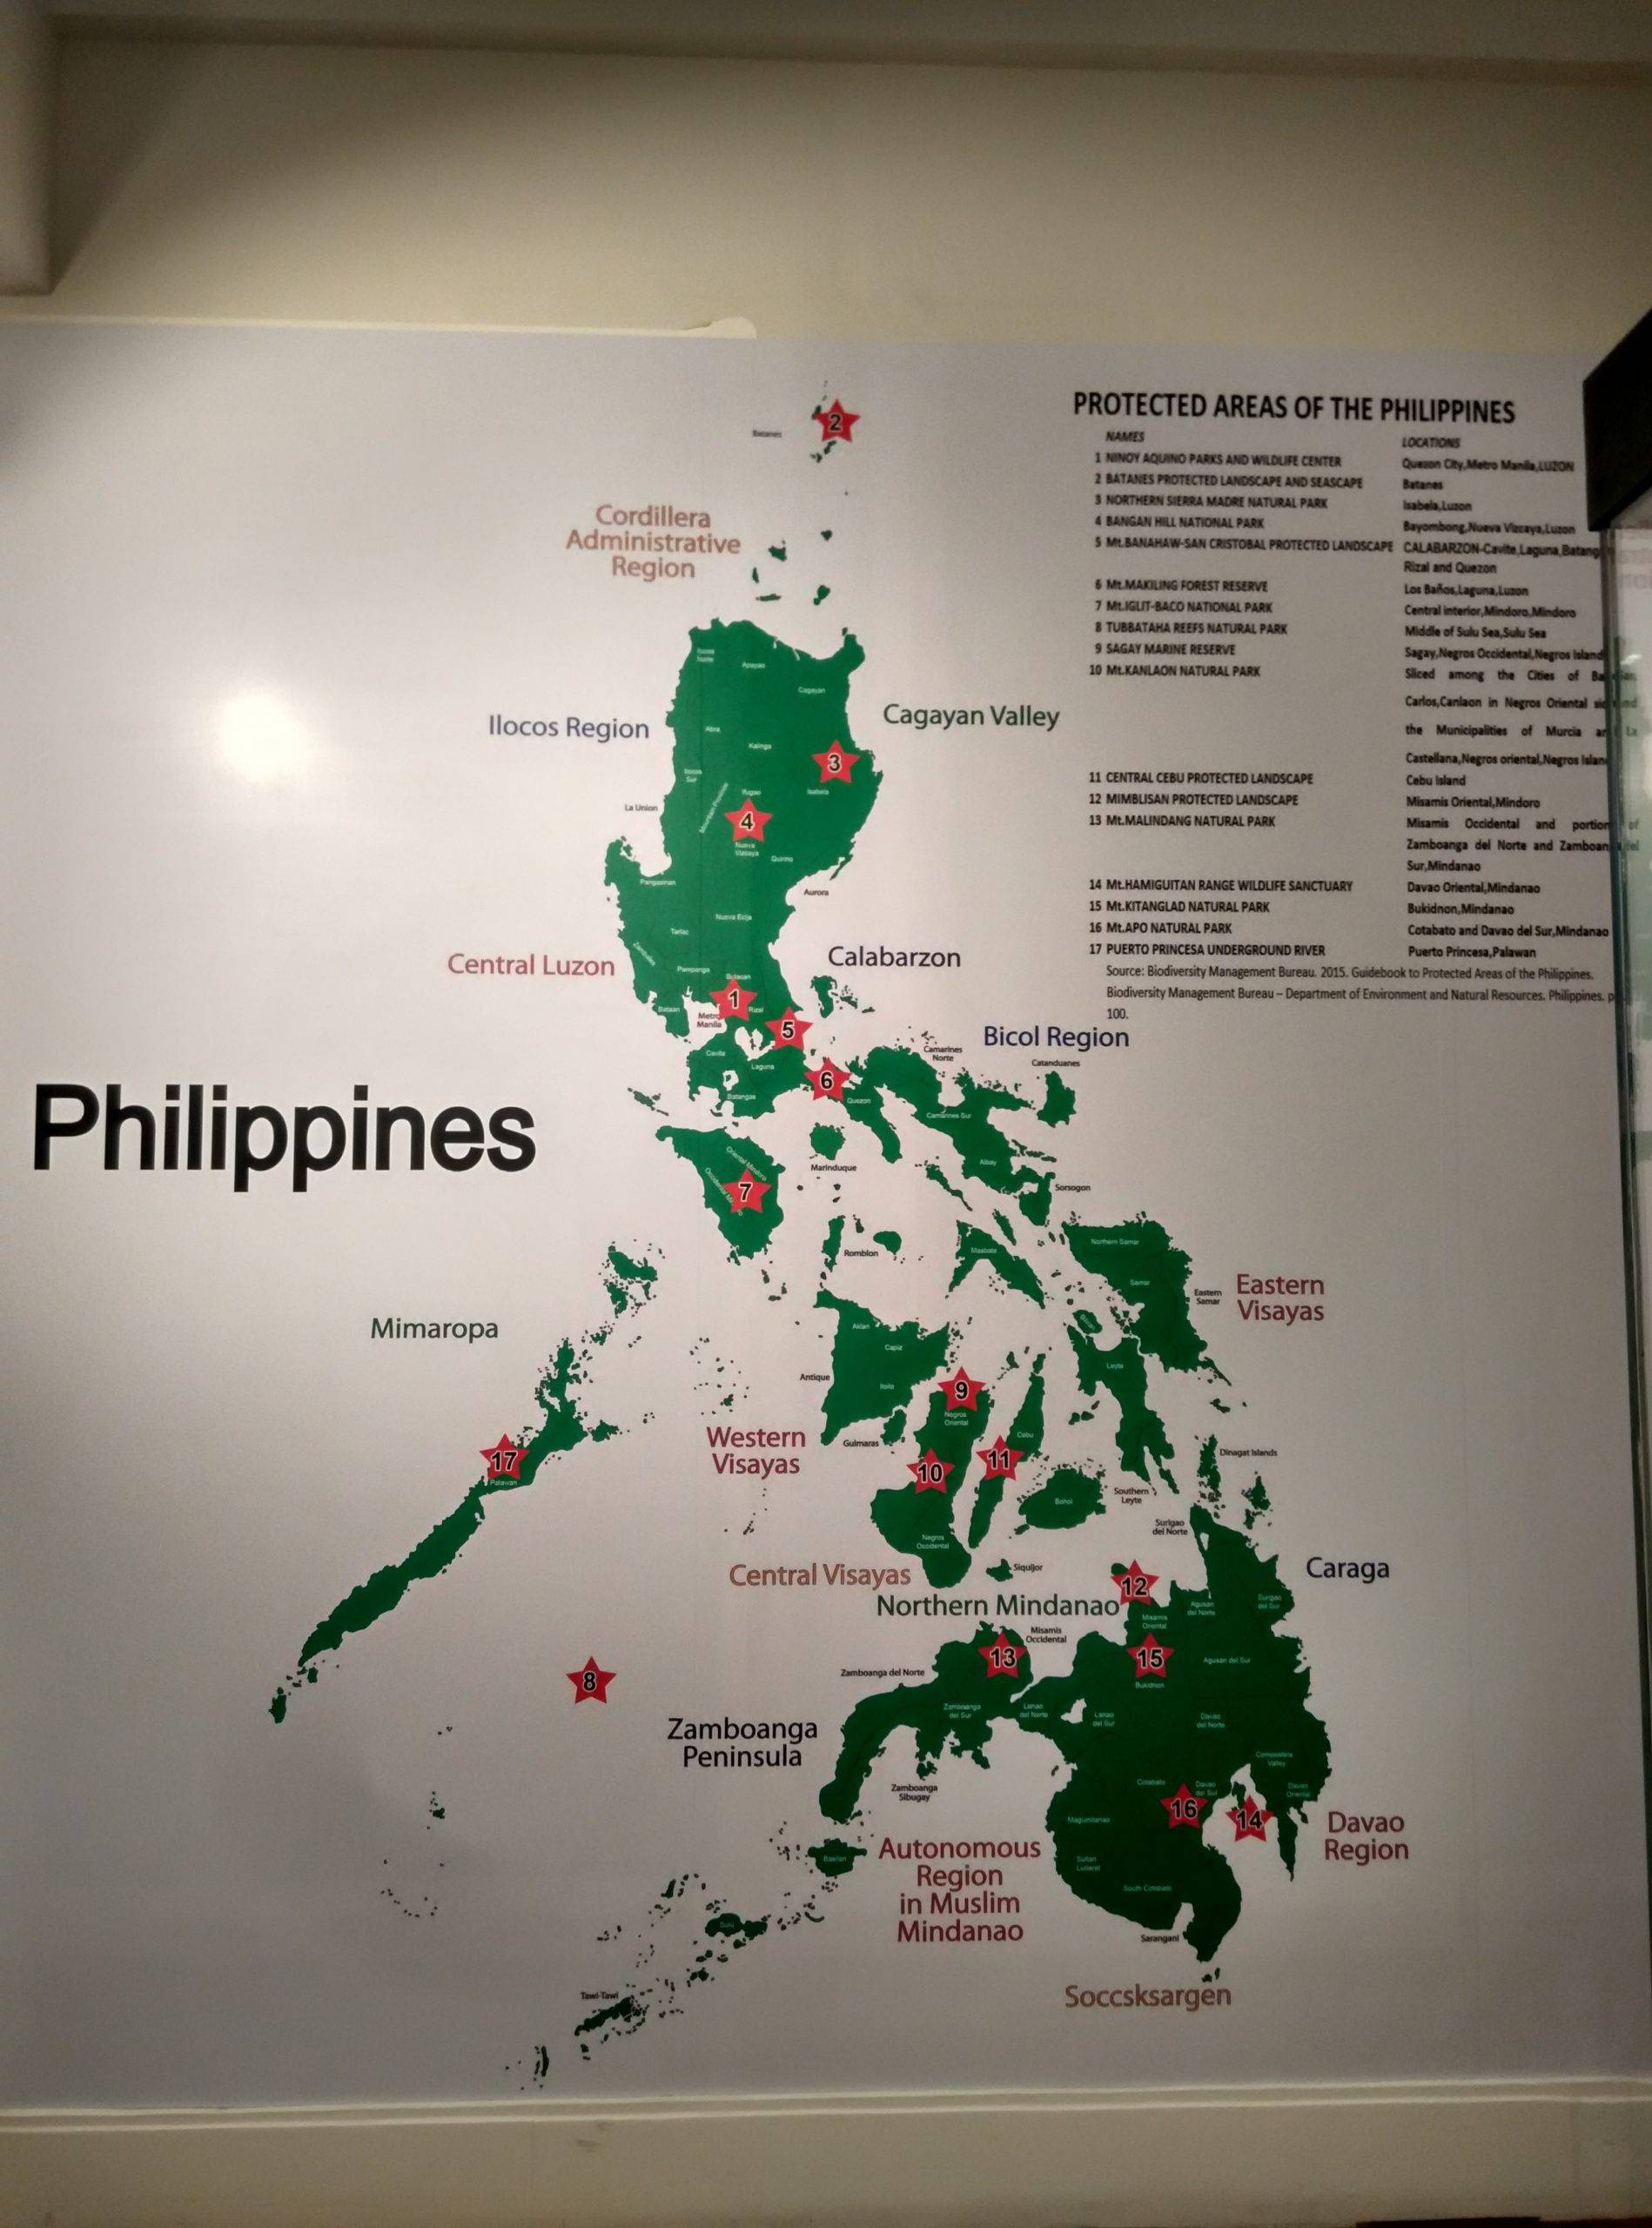 PROTECTED AREAS OF THE PHILIPPINES
NAMES LOCATIONS
1 NINOY AQUINO PARKS AND WILDLIFE CENTER Quezon City,Metro Manila,LUZON
2 BATANES PROTECTED LANDSCAPE AND SEASCAPE Batanes
3 NORTHERN SIERRA MADRE NATURAL PARK Isabela,Luzon
4 BANGAN HILL NATIONAL PARK Bayombong,Nueva Vizcaya,Luzon
5 Mt.BANAHAW-SAN CRISTOBAL PROTECTED LANDSCAPE CALABARZON-Cavite,Laguna,Batang
Rizal and Quezon
6 Mt.MAKILING FOREST RESERVE Los Baños,Laguna,Luzon
7 Mt.IGLIT-BACO NATIONAL PARK Central interior,Mindoro,Mindoro
8 TUBBATAHA REEFS NATURAL PARK Middle of Sulu Sea,Sulu Sea
9 SAGAY MARINE RESERVE Sagay,Negros Occidental,Negros Island
10 Mt.KANLAON NATURAL PARK Sliced among the Cities of
Carlos,Canlaon in Negros Oriental
the Municipalities of Murcia La
Castellana,Negros oriental,Negros Islan
11 CENTRAL CEBU PROTECTED LANDSCAPE Cebu Island
12 MIMBLISAN PROTECTED LANDSCAPE Misamis Oriental,Mindoro
13 Mt.MALINDANG NATURAL PARK Misamis Occidental and portion of
Zamboanga del Norte and Zamboan del
Sur,Mindanao
14 Mt.HAMIGUITAN RANGE WILDLIFE SANCTUARY Davao Oriental,Mindanao
15 Mt.KITANGLAD NATURAL PARK Bukidnon,Mindanao
16 Mt.APO NATURAL PARK Cotabato and Davao del Sur,Mindanao
17 PUERTO PRINCESA UNDERGROUND RIVER Puerto Princesa,Palawan
Source: Biodiversity Management Bureau. 2015. Guidebook to Protected Areas of the Philippines.
Biodiversity Management Bureau – Department of Environment and Natural Resources. Philippines. p
100.
Philippines
2
Batanes
Cordillera
Administrative
Region
Ilocos
Norte
Apayao
Cagayan
Ilocos Region
Cagayan Valley
Abra
Kalinga
3
Ilocos
Sur
Isabela
Ifugao
Mountain Province
La Union
4
Nueva
Vizcaya
Quirino
Pangasinan
Aurora
Nueva Ecija
Tarlac
Zambales
Central Luzon
Calabarzon
Pampanga
Bulacan
1
Bataan
Metro
Manila
Rizal
5
Cavite
Laguna
6
Batangas
Quezon
Bicol Region
Camarines
Norte
Catanduanes
Camarines Sur
Albay
Sorsogon
Oriental Mindoro
7
Marinduque
Romblon
Masbate
Northern Samar
Samar
Eastern
Samar
Eastern
Visayas
Biliran
Leyte
Mimaropa
Aklan
Capiz
Antique
Iloilo
Guimaras
Western
Visayas
9
Negros
Oriental
10
11
Cebu
17
Palawan
Bohol
Southern
Leyte
Dinagat Islands
Surigao
del Norte
Negros
Occidental
Siquijor
Central Visayas
Northern Mindanao
12
Caraga
Misamis
Oriental
Agusan
del Norte
Surigao
del Sur
Misamis
Occidental
13
15
Bukidnon
Agusan del Sur
8
Zamboanga del Norte
Zamboanga
del Sur
Lanao
del Norte
Lanao
del Sur
Davao
del Norte
Zamboanga
Peninsula
Zamboanga
Sibugay
Compostela
Valley
Cotabato
Davao
del Sur
Davao
Oriental
16
14
Maguindanao
Davao
Region
Basilan
Autonomous
Region
in Muslim
Mindanao
Sultan
South Cotabato
Sarangani
Sulu
Tawi-Tawi
Soccsksargen